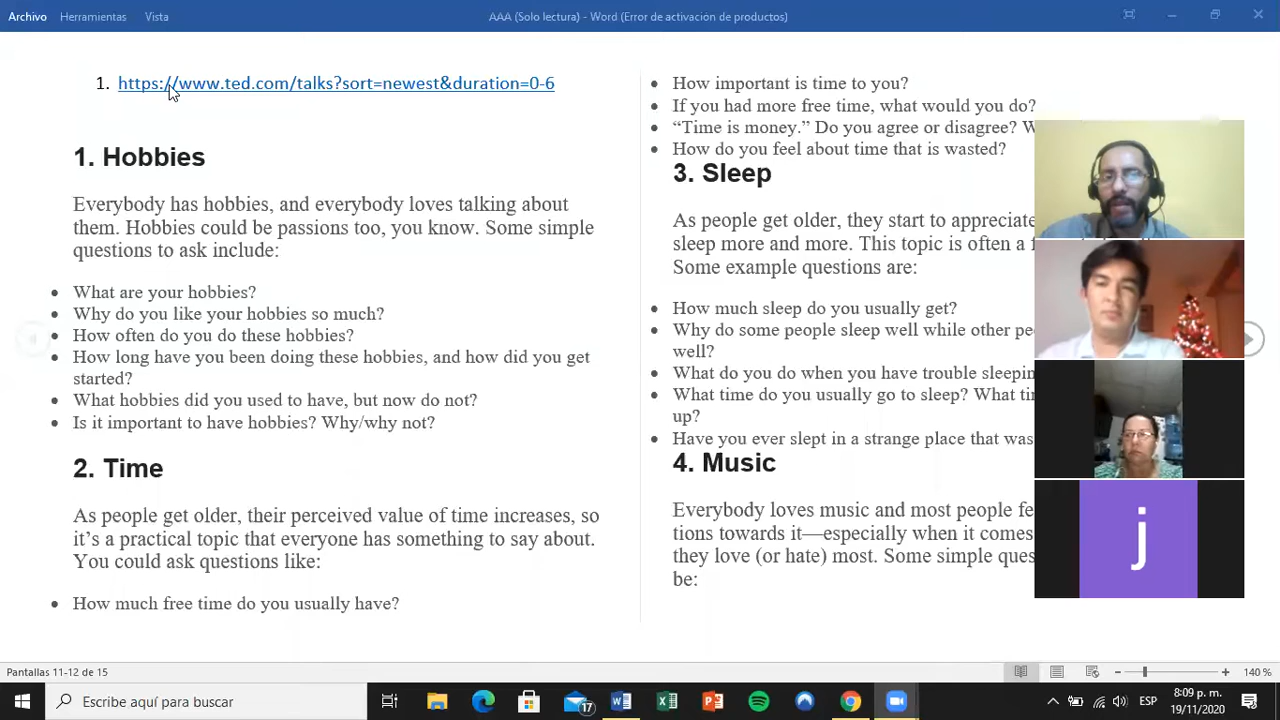 Archivo Herramientas Vista
AAA (Solo lectura) - Word (Error de activación de productos)
1. https://www.ted.com/talks?sort=newest&duration=0-6
1. Hobbies
Everybody has hobbies, and everybody loves talking about
them. Hobbies could be passions too, you know. Some simple
questions to ask include:
• What are your hobbies?
• Why do you like your hobbies so much?
• How often do you do these hobbies?
• How long have you been doing these hobbies, and how did you get
started?
• What hobbies did you used to have, but now do not?
• Is it important to have hobbies? Why/why not?
2. Time
As people get older, their perceived value of time increases, so
it’s a practical topic that everyone has something to say about.
You could ask questions like:
• How much free time do you usually have?
• How important is time to you?
• If you had more free time, what would you do?
• “Time is money.” Do you agree or disagree?
• How do you feel about time that is wasted?
3. Sleep
As people get older, they start to appreciate
sleep more and more. This topic is often a
Some example questions are:
• How much sleep do you usually get?
• Why do some people sleep well while other
well?
• What do you do when you have trouble
• What time do you usually go to sleep? What
up?
• Have you ever slept in a strange place that was
4. Music
Everybody loves music and most people
tions towards it—especially when it comes
they love (or hate) most. Some simple
be:
j
Pantallas 11-12 de 15
140 %
Escribe aquí para buscar
17
ESP
8:09 p. m.
19/11/2020